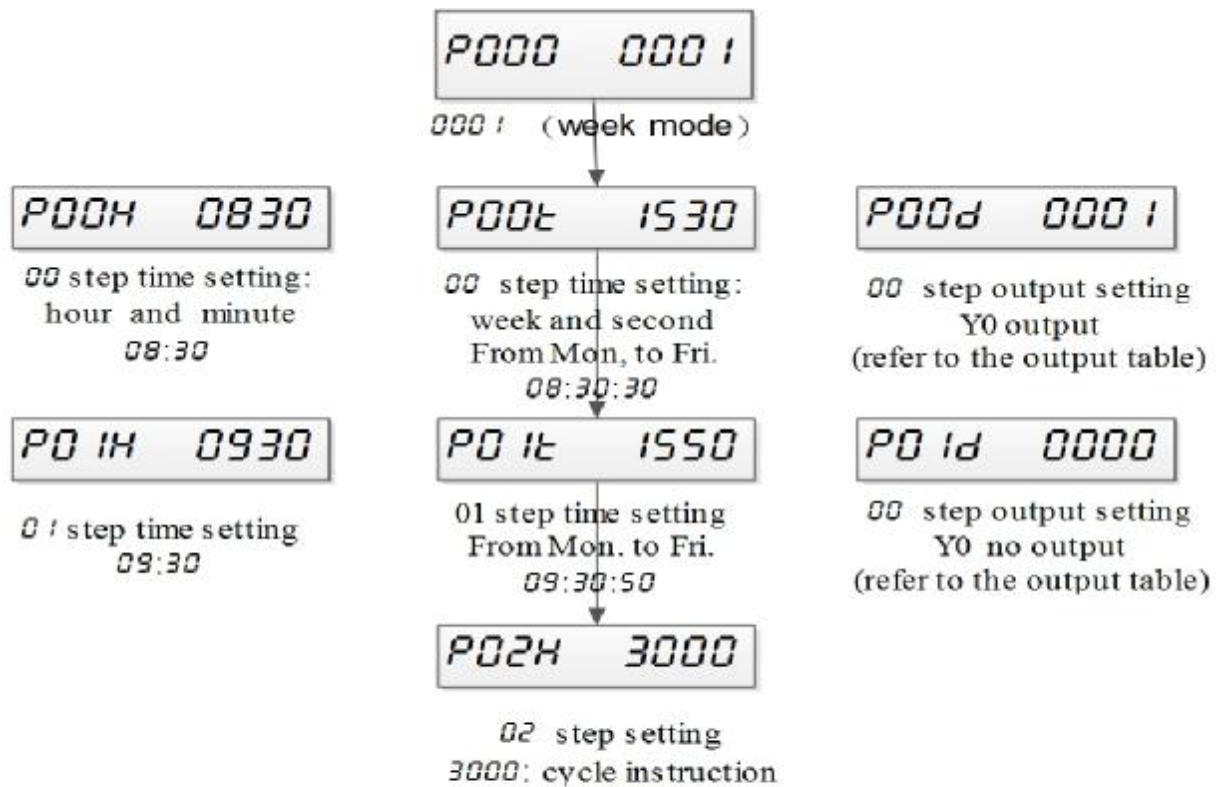 P000 0001
0001 (week mode)
P00H 0830
00 step time setting:
hour and minute
08:30
P00t 1530
00 step time setting:
week and second
From Mon, to Fri.
08:30:30
P00d 0001
00 step output setting
Y0 output
(refer to the output table)
P01H 0930
01 step time setting
09:30
P01t 1550
01 step time setting
From Mon. to Fri.
09:30:50
P01d 0000
00 step output setting
Y0 no output
(refer to the output table)
P02H 3000
02 step setting
3000: cycle instruction